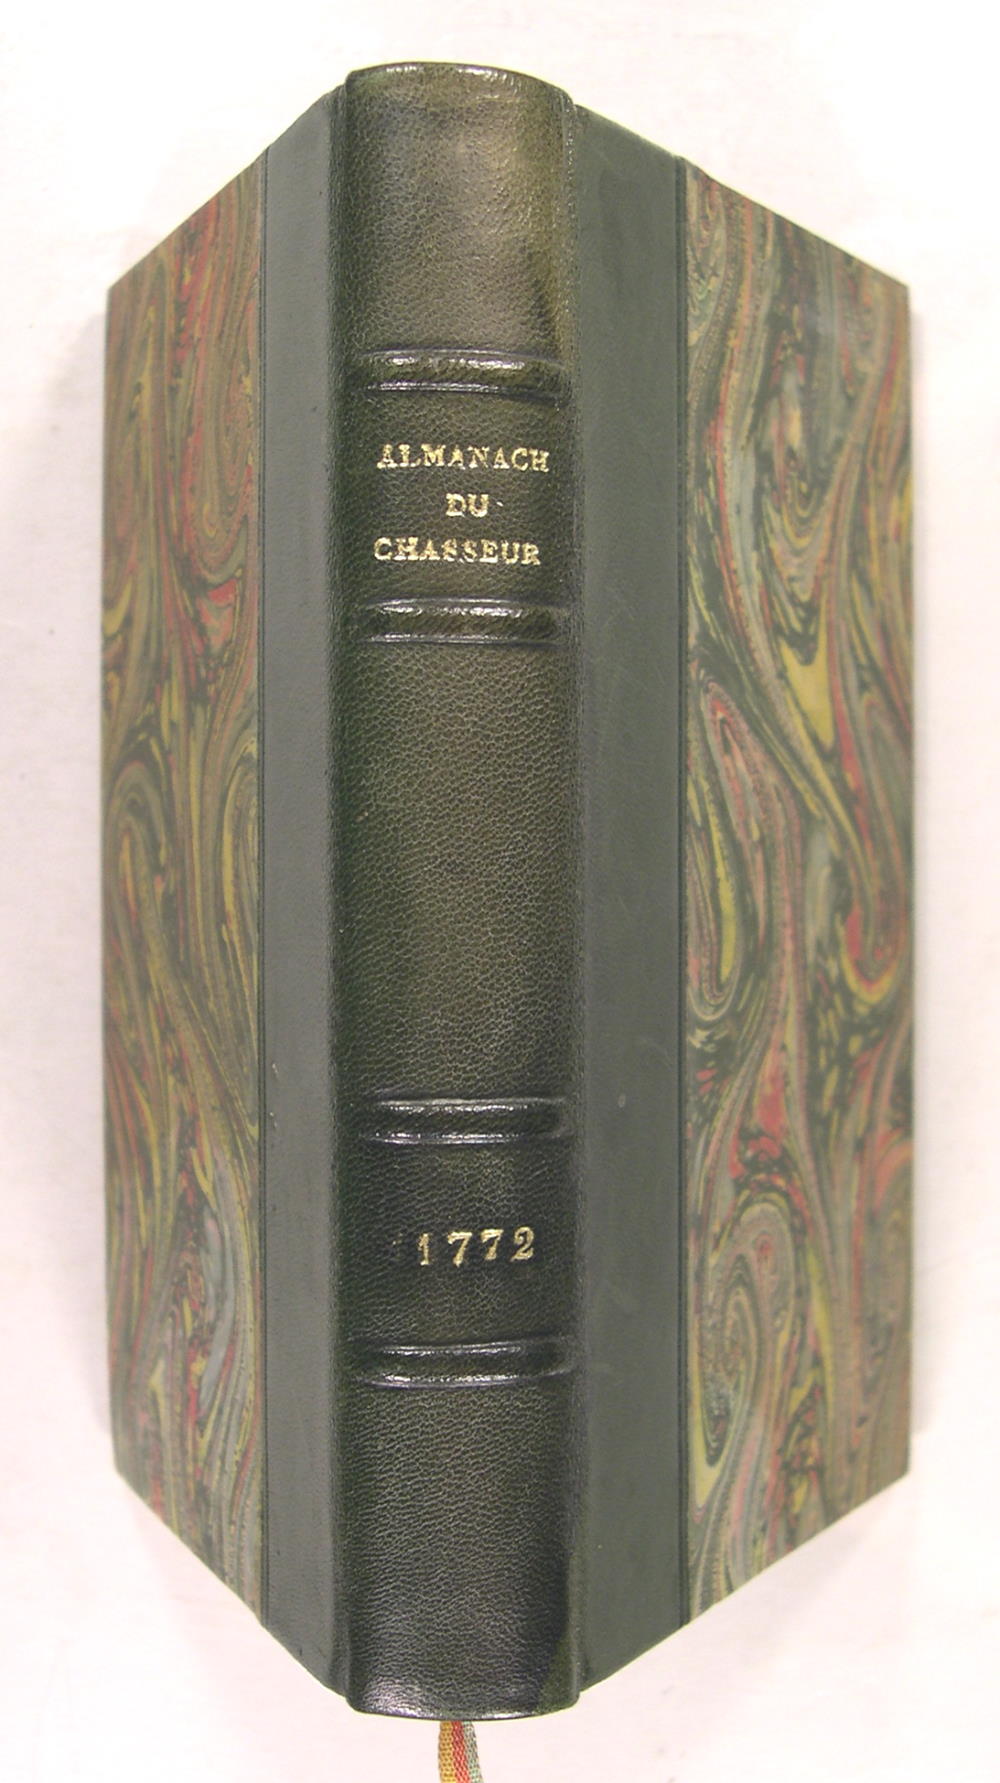 ALMANACH
DU
CHASSEUR
1772